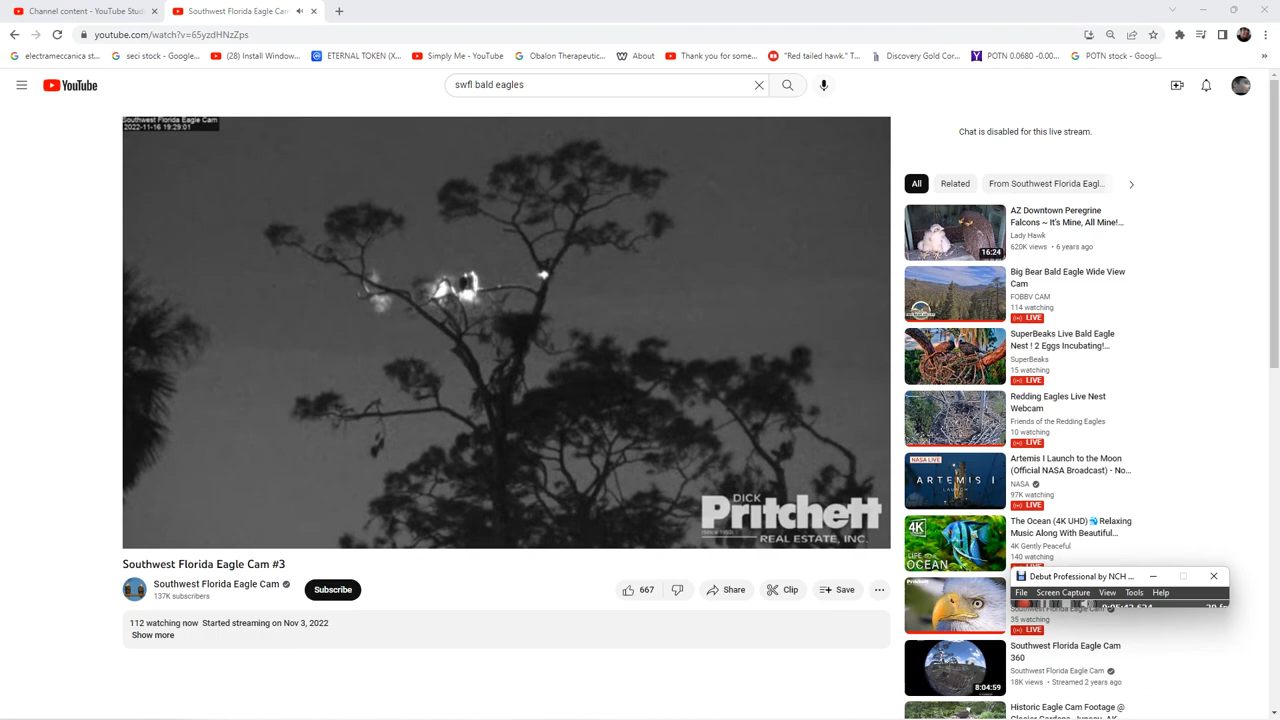 Channel content - YouTube Studi
Southwest Florida Eagle Cam
youtube.com/watch?v=65yzdHNzZps
electrameccanica st...
seci stock - Google...
(28) Install Window...
ETERNAL TOKEN (X...
Simply Me - YouTube
Obalon Therapeutic...
About
Thank you for some...
"Red tailed hawk." T...
Discovery Gold Cor...
POTN 0.0680 -0.00...
POTN stock - Googl...
YouTube
swfl bald eagles
Southwest Florida Eagle Cam
2022-11-16 19:29:01
DICK
Pritchett
REAL ESTATE, INC.
Southwest Florida Eagle Cam #3
Southwest Florida Eagle Cam
137K subscribers
Subscribe
667
Share
Clip
Save
112 watching now Started streaming on Nov 3, 2022
Show more
Chat is disabled for this live stream.
All
Related
From Southwest Florida Eagl...
AZ Downtown Peregrine
Falcons ~ It's Mine, All Mine!...
Lady Hawk
620K views • 6 years ago
16:24
Big Bear Bald Eagle Wide View
Cam
FOBBV CAM
114 watching
LIVE
SuperBeaks Live Bald Eagle
Nest ! 2 Eggs Incubating!...
SuperBeaks
15 watching
LIVE
Redding Eagles Live Nest
Webcam
Friends of the Redding Eagles
10 watching
LIVE
NASA LIVE
ARTEMIS I
LAUNCH
Artemis I Launch to the Moon
(Official NASA Broadcast) - No...
NASA
97K watching
LIVE
4K
LIFE
OCEAN
The Ocean (4K UHD) Relaxing
Music Along With Beautiful...
4K Gently Peaceful
140 watching
Debut Professional by NCH ...
File
Screen Capture
View
Tools
Help
Pritchett
Southwest Florida Eagle Cam
35 watching
LIVE
Southwest Florida Eagle Cam
360
Southwest Florida Eagle Cam
18K views • Streamed 2 years ago
8:04:59
Historic Eagle Cam Footage @